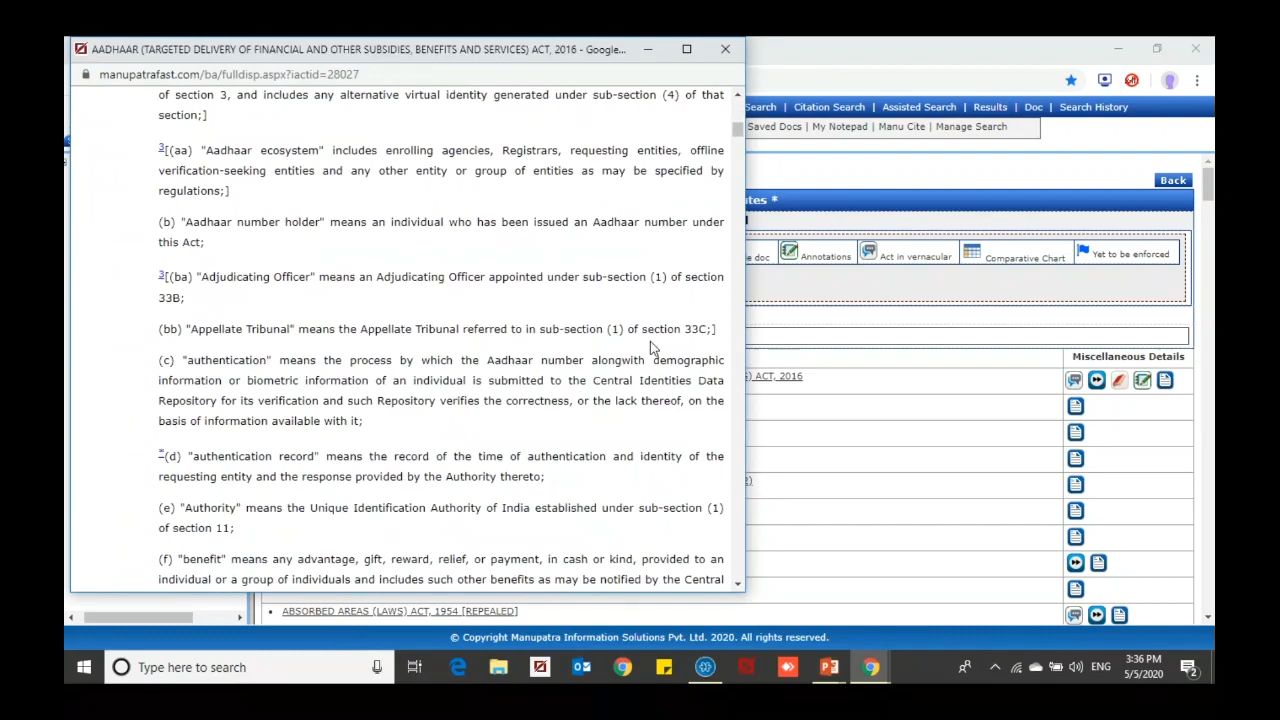 AADHAAR (TARGETED DELIVERY OF FINANCIAL AND OTHER SUBSIDIES, BENEFITS AND SERVICES) ACT, 2016 - Google...
manupatrafast.com/ba/fulldisp.aspx?iactid=28027
of section 3, and includes any alternative virtual identity generated under sub-section (4) of that
section;]
3[(aa) "Aadhaar ecosystem" includes enrolling agencies, Registrars, requesting entities, offline
verification-seeking entities and any other entity or group of entities as may be specified by
regulations;]
(b) "Aadhaar number holder" means an individual who has been issued an Aadhaar number under
this Act;
3[(ba) "Adjudicating Officer" means an Adjudicating Officer appointed under sub-section (1) of section
33B;
(bb) "Appellate Tribunal" means the Appellate Tribunal referred to in sub-section (1) of section 33C;]
(c) "authentication" means the process by which the Aadhaar number alongwith demographic
information or biometric information of an individual is submitted to the Central Identities Data
Repository for its verification and such Repository verifies the correctness, or the lack thereof, on the
basis of information available with it;
*(d) "authentication record" means the record of the time of authentication and identity of the
requesting entity and the response provided by the Authority thereto;
(e) "Authority" means the Unique Identification Authority of India established under sub-section (1)
of section 11;
(f) "benefit" means any advantage, gift, reward, relief, or payment, in cash or kind, provided to an
individual or a group of individuals and includes such other benefits as may be notified by the Central
Search | Citation Search | Assisted Search | Results | Doc | Search History
Saved Docs | My Notepad | Manu Cite | Manage Search
Back
utes *
e doc Annotations Act in vernacular Comparative Chart Yet to be enforced
Miscellaneous Details
) ACT, 2016
2)
• ABSORBED AREAS (LAWS) ACT, 1954 [REPEALED]
© Copyright Manupatra Information Solutions Pvt. Ltd. 2020. All rights reserved.
Type here to search
ENG
3:36 PM
5/5/2020
2